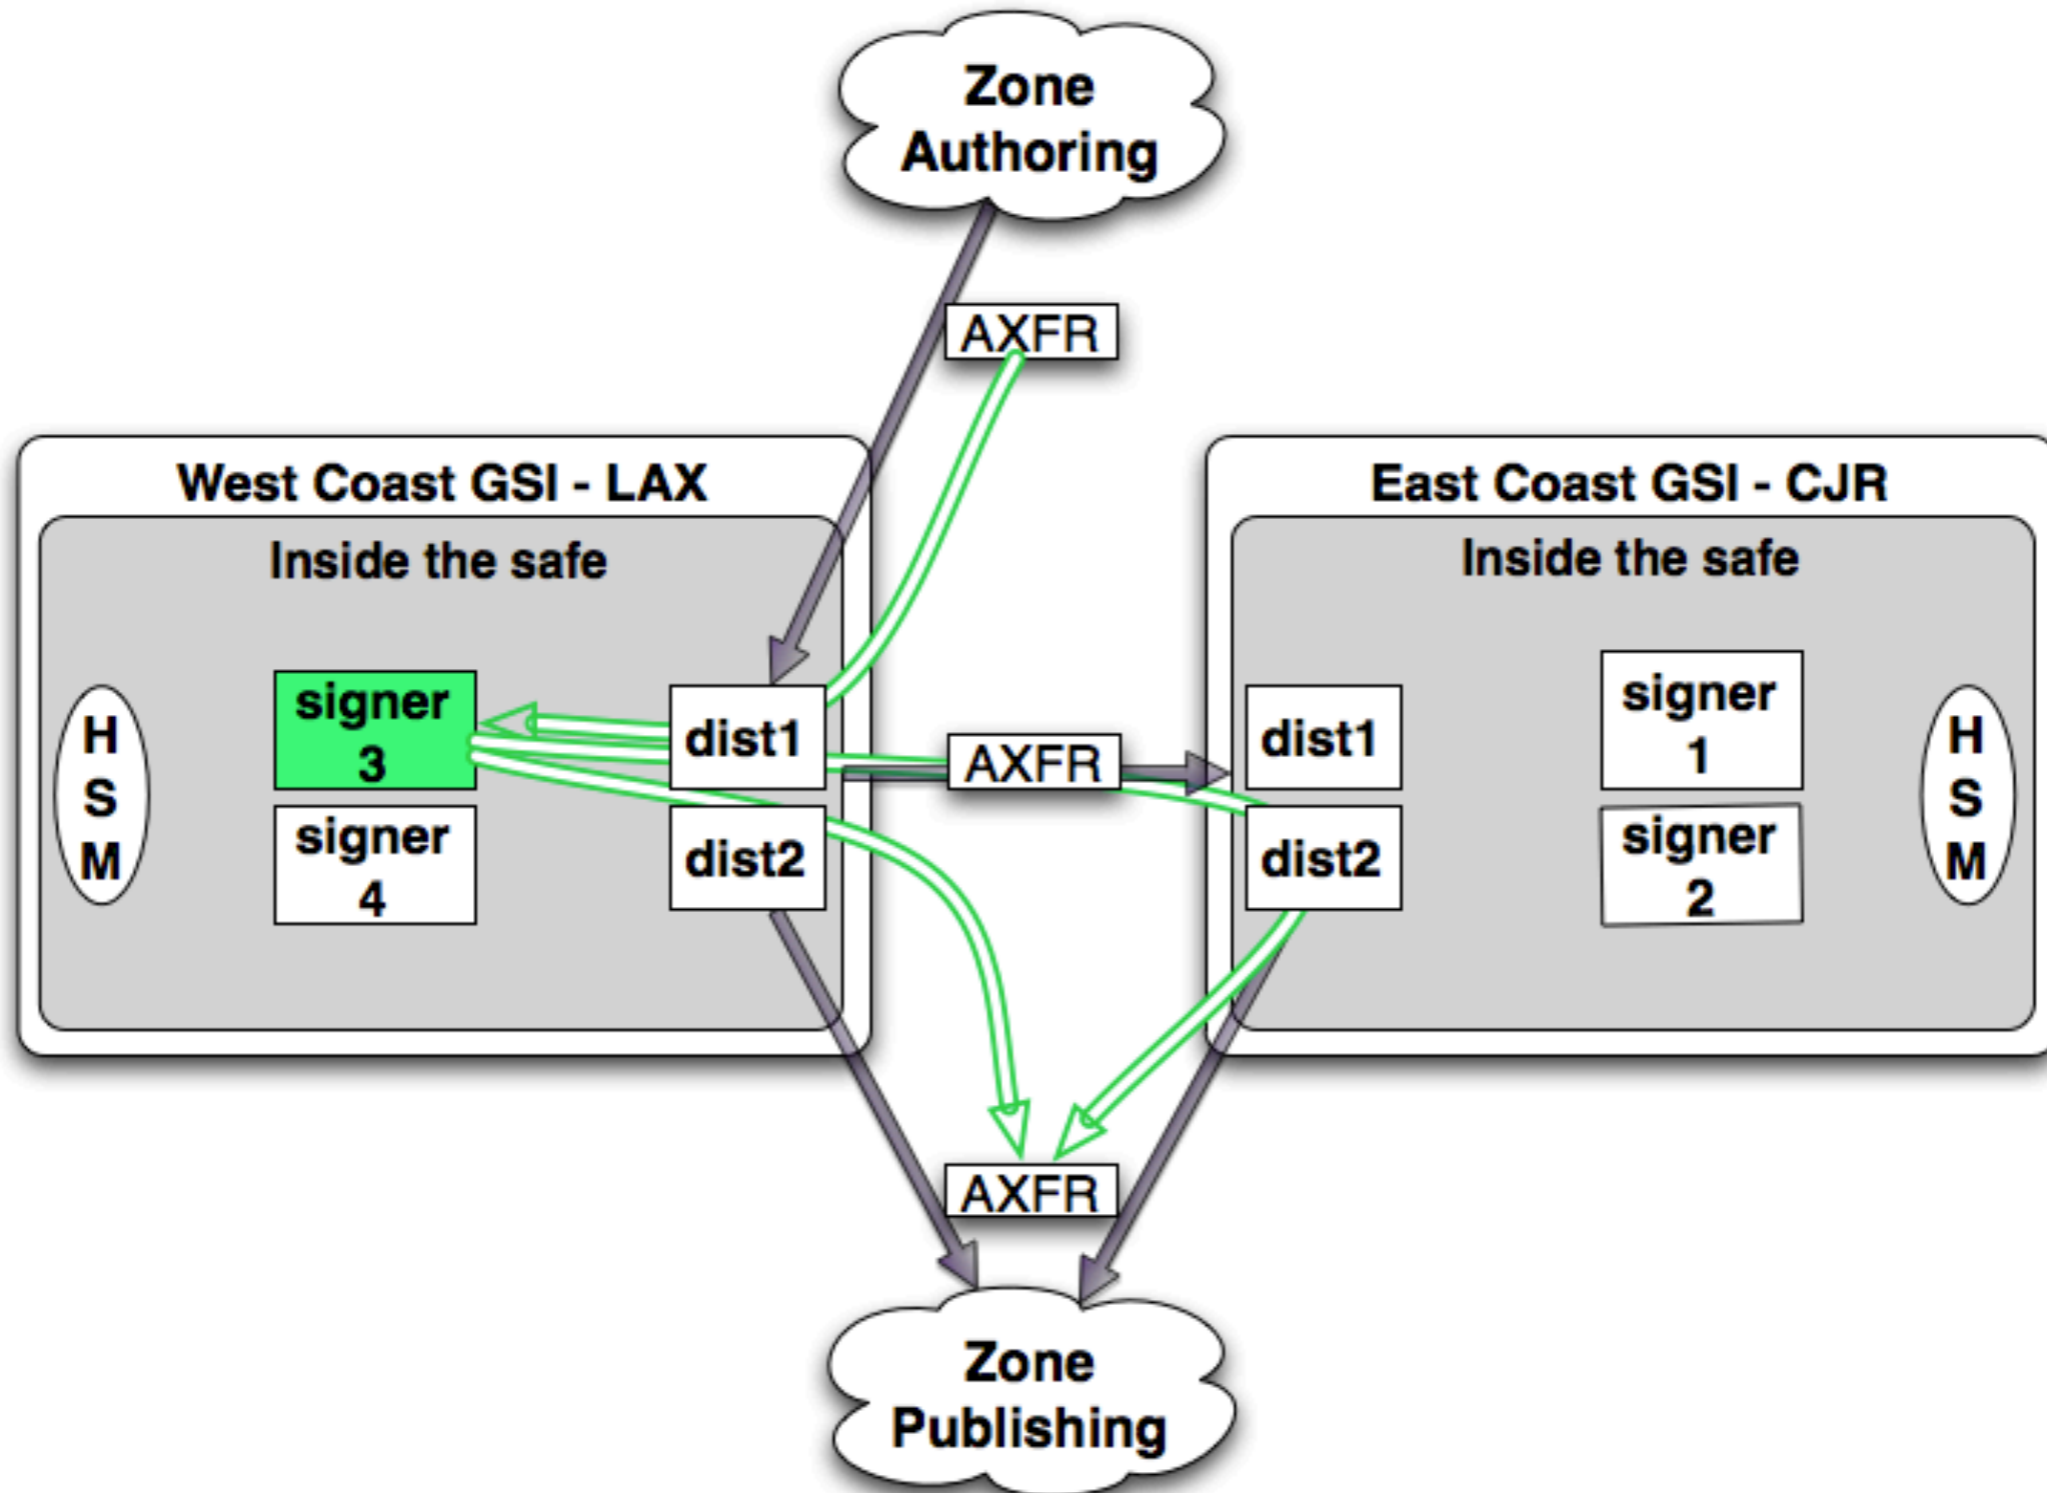 Zone
Authoring
AXFR
West Coast GSI - LAX
Inside the safe
H
S
M
signer
3
signer
4
dist1
dist2
AXFR
East Coast GSI - CJR
Inside the safe
dist1
dist2
signer
1
signer
2
H
S
M
AXFR
Zone
Publishing